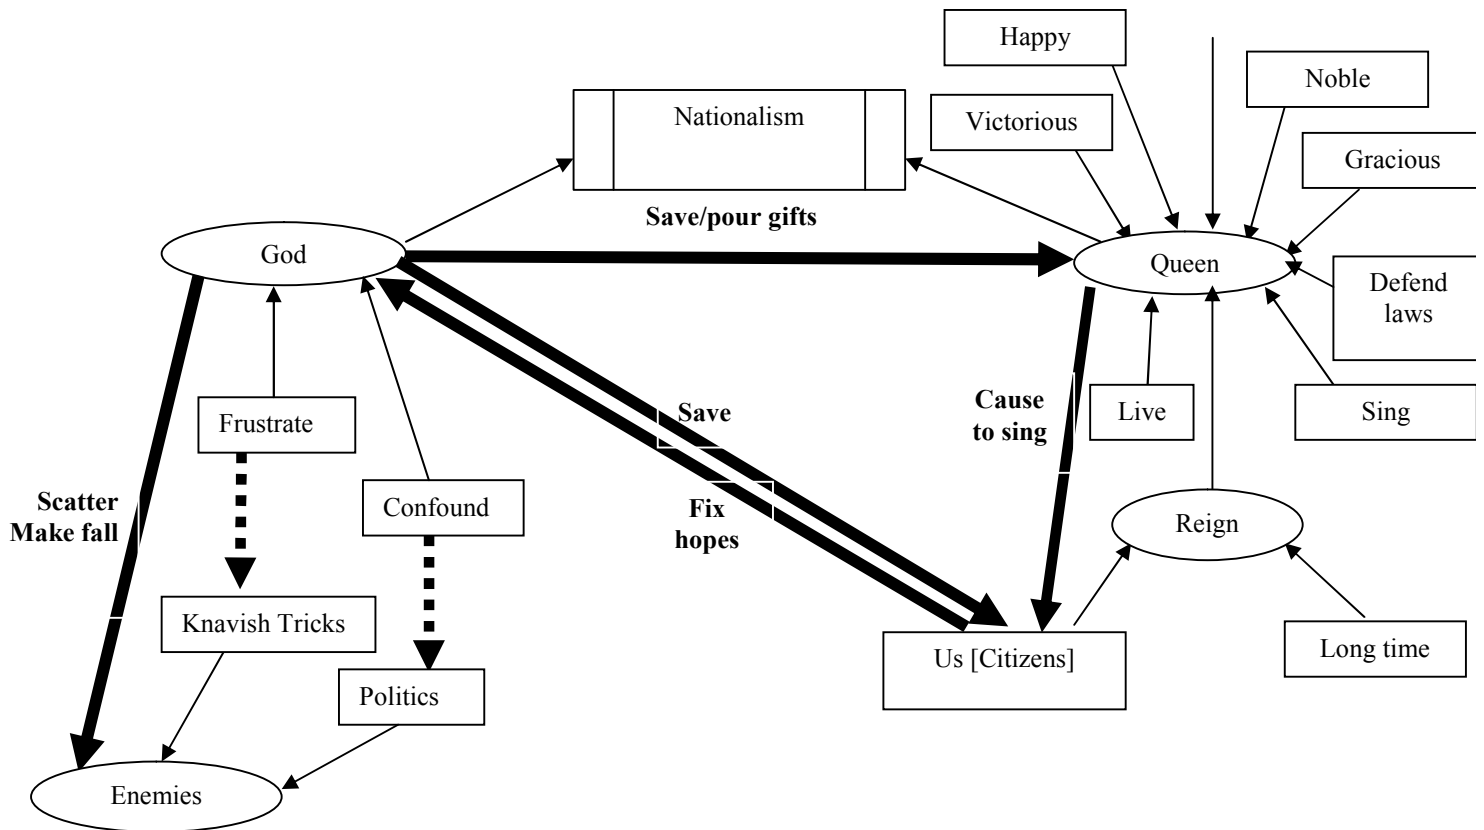 Happy
Noble
Nationalism
Victorious
Gracious
Save/pour gifts
God
Queen
Defend
laws
Frustrate
Save
Cause
to sing
Live
Sing
Scatter
Make fall
Confound
Fix
hopes
Reign
Knavish Tricks
Us [Citizens]
Long time
Politics
Enemies